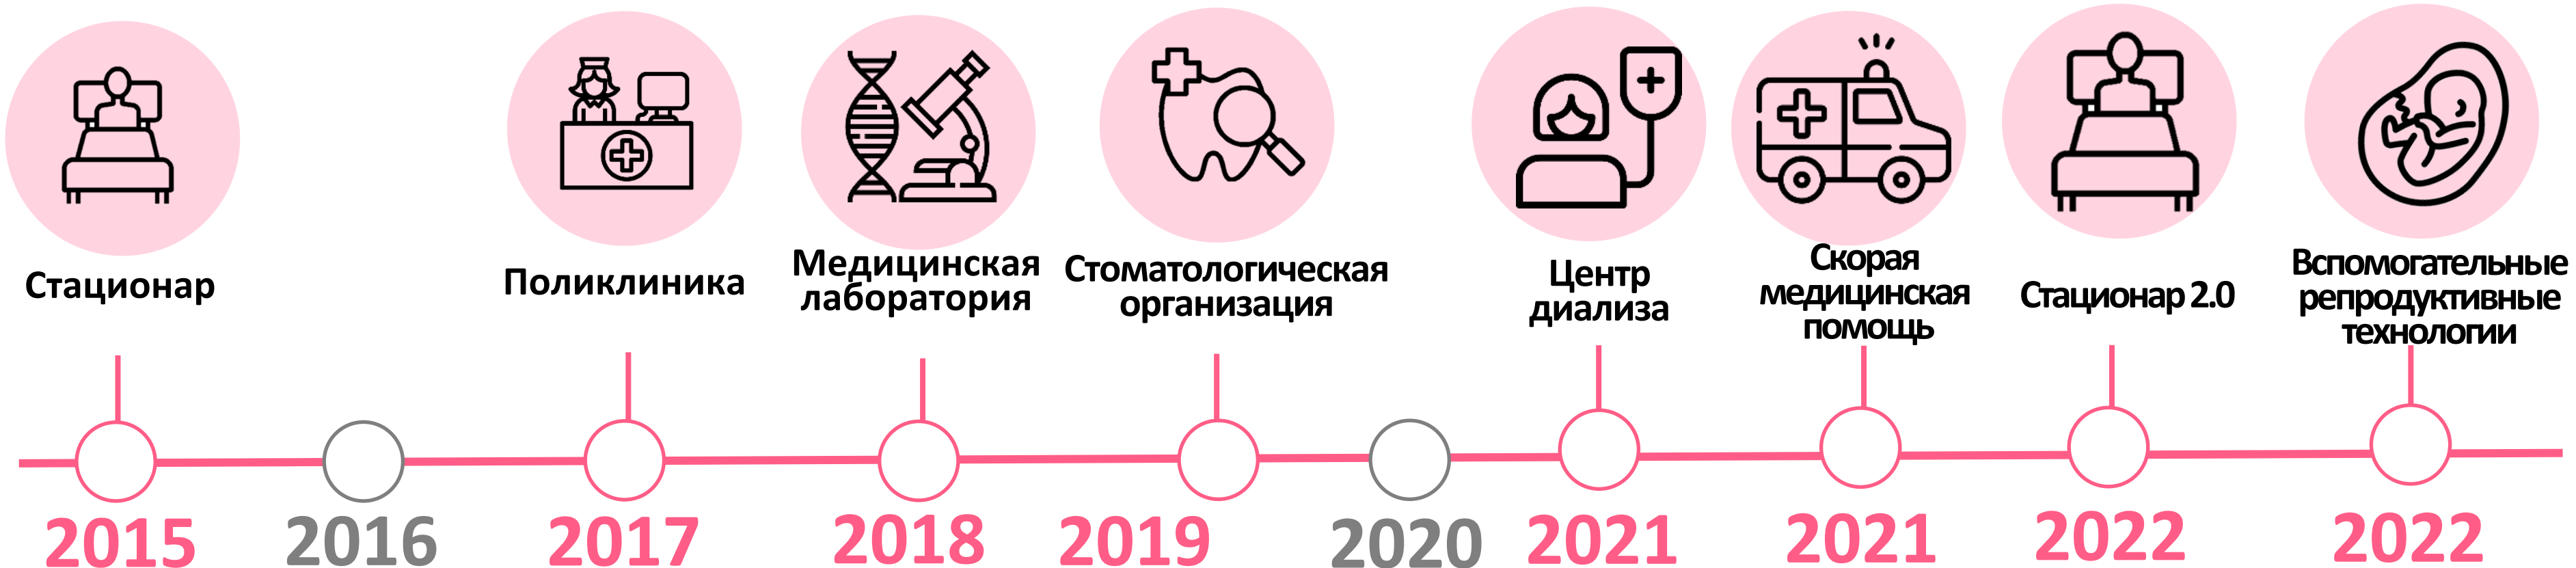 Стационар
Поликлиника
Медицинская
лаборатория
Стоматологическая
организация
Центр
диализа
Скорая
медицинская
помощь
Стационар 2.0
Вспомогательные
репродуктивные
технологии
2015
2016
2017
2018
2019
2020
2021
2021
2022
2022